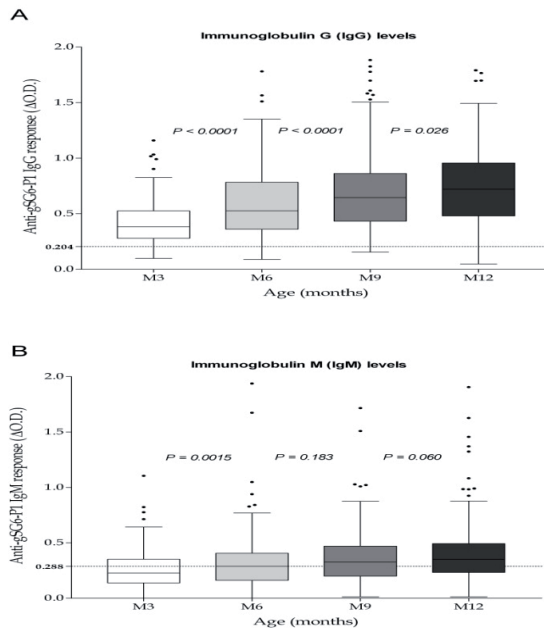 A
Immunoglobulin G (IgG) levels
Anti-gSG6-P1 IgG response (ΔO.D.)
2.0
1.5
P < 0.0001 P < 0.0001 P = 0.026
1.0
0.5
0.204
0.0
M3 M6 M9 M12
Age (months)
B
Immunoglobulin M (IgM) levels
Anti-gSG6-P1 IgM response (ΔO.D.)
2.0
1.5
P = 0.0015 P = 0.183 P = 0.060
1.0
0.5
0.288
0.0
M3 M6 M9 M12
Age (months)